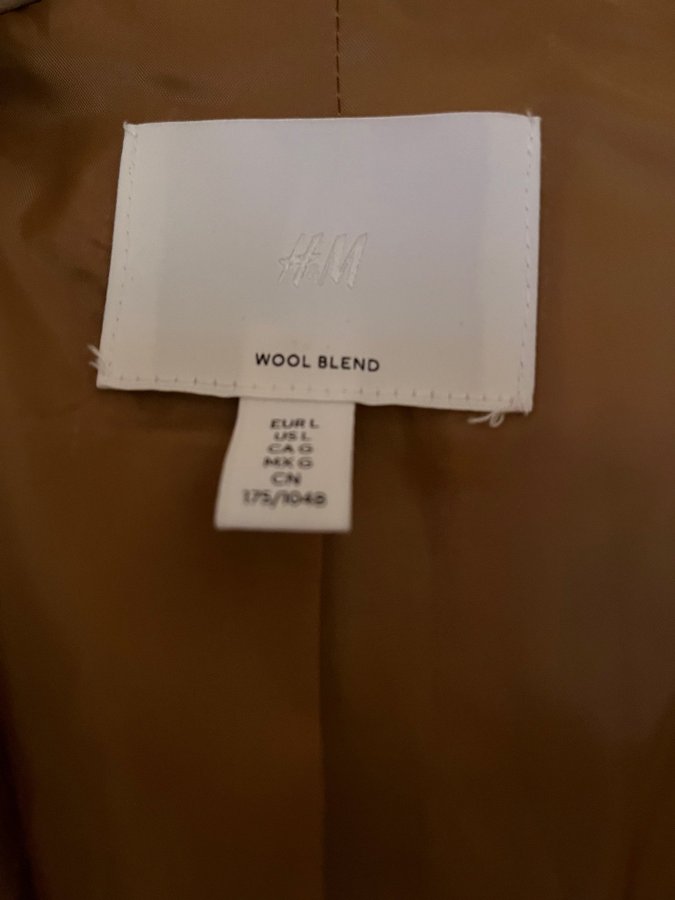 H&M
WOOL BLEND
EUR L
US L
CA G
MX G
CN
175/104B